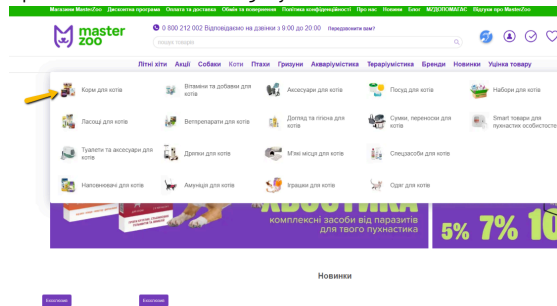 Магазини MasterZoo Дисконтна програма Оплата та доставка Обмін та повернення Політика конфіденційності Про нас Новини Блог MZДОПОМАГАЄ Відгуки про MasterZoo
master
zoo
0 800 212 002 Відповідаємо на дзвінки з 9:00 до 20:00 Передзвонити вам?
пошук товарів
Літні хіти Акції Собаки Коти Птахи Гризуни Акваріумістика Тераріумістика Бренди Новинки Уцінка товару
Корм для котів
Вітаміни та добавки для
котів
Аксесуари для котів
Посуд для котів
Набори для котів
Ласощі для котів
Ветпрепарати для котів
Догляд та гігієна для
котів
Сумки, переноски для
котів
Smart товари для
пухнастих особистостей
Туалети та аксесуари для
котів
Дряпки для котів
М'які місця для котів
Спецзасоби для котів
Наповнювачі для котів
Амуніція для котів
Іграшки для котів
Одяг для котів
комплексні засоби від паразитів
для твого пухнастика
5% 7% 10
Новинки
Ексклюзив
Ексклюзив